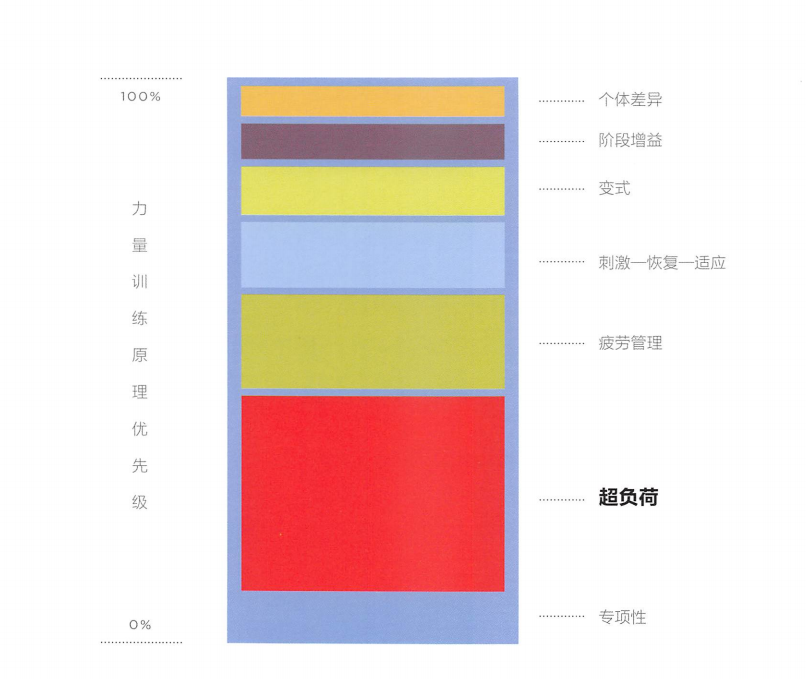 100%
个体差异
阶段增益
变式
力量训练原理优先级
刺激—恢复—适应
疲劳管理
超负荷
专项性
0%